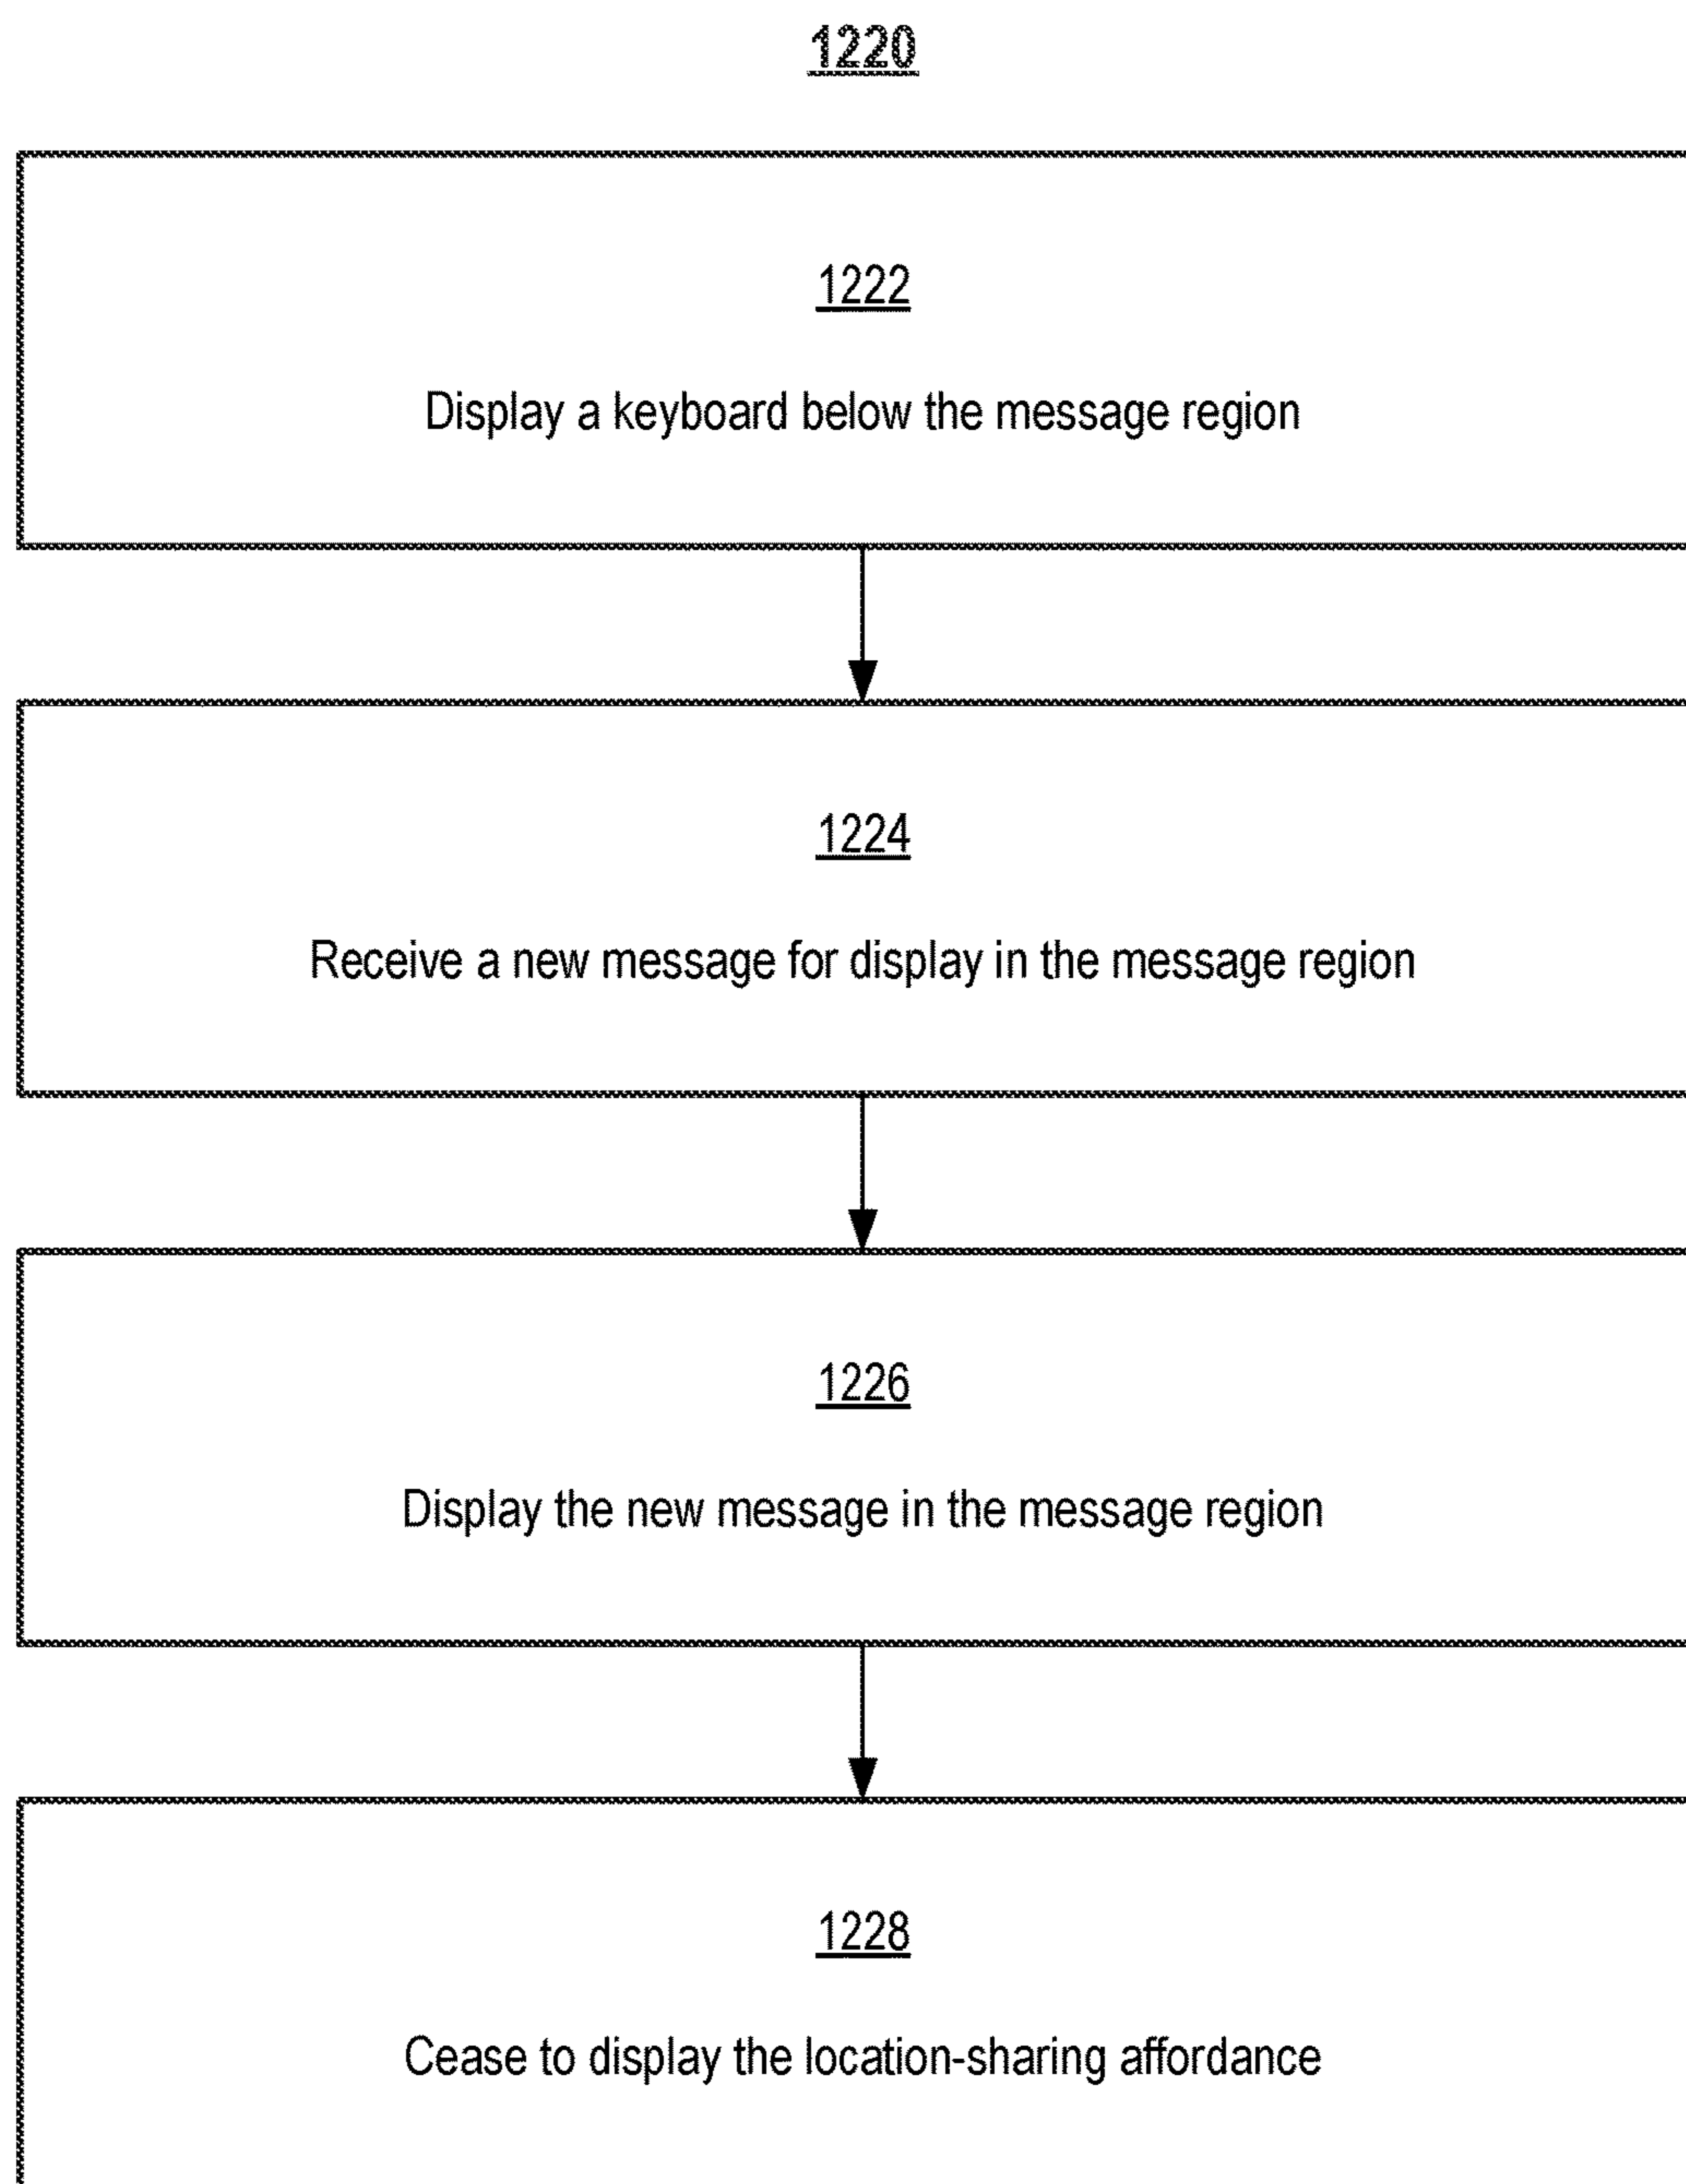 1220
1222
Display a keyboard below the message region
1224
Receive a new message for display in the message region
1226
Display the new message in the message region
1228
Cease to display the location-sharing affordance